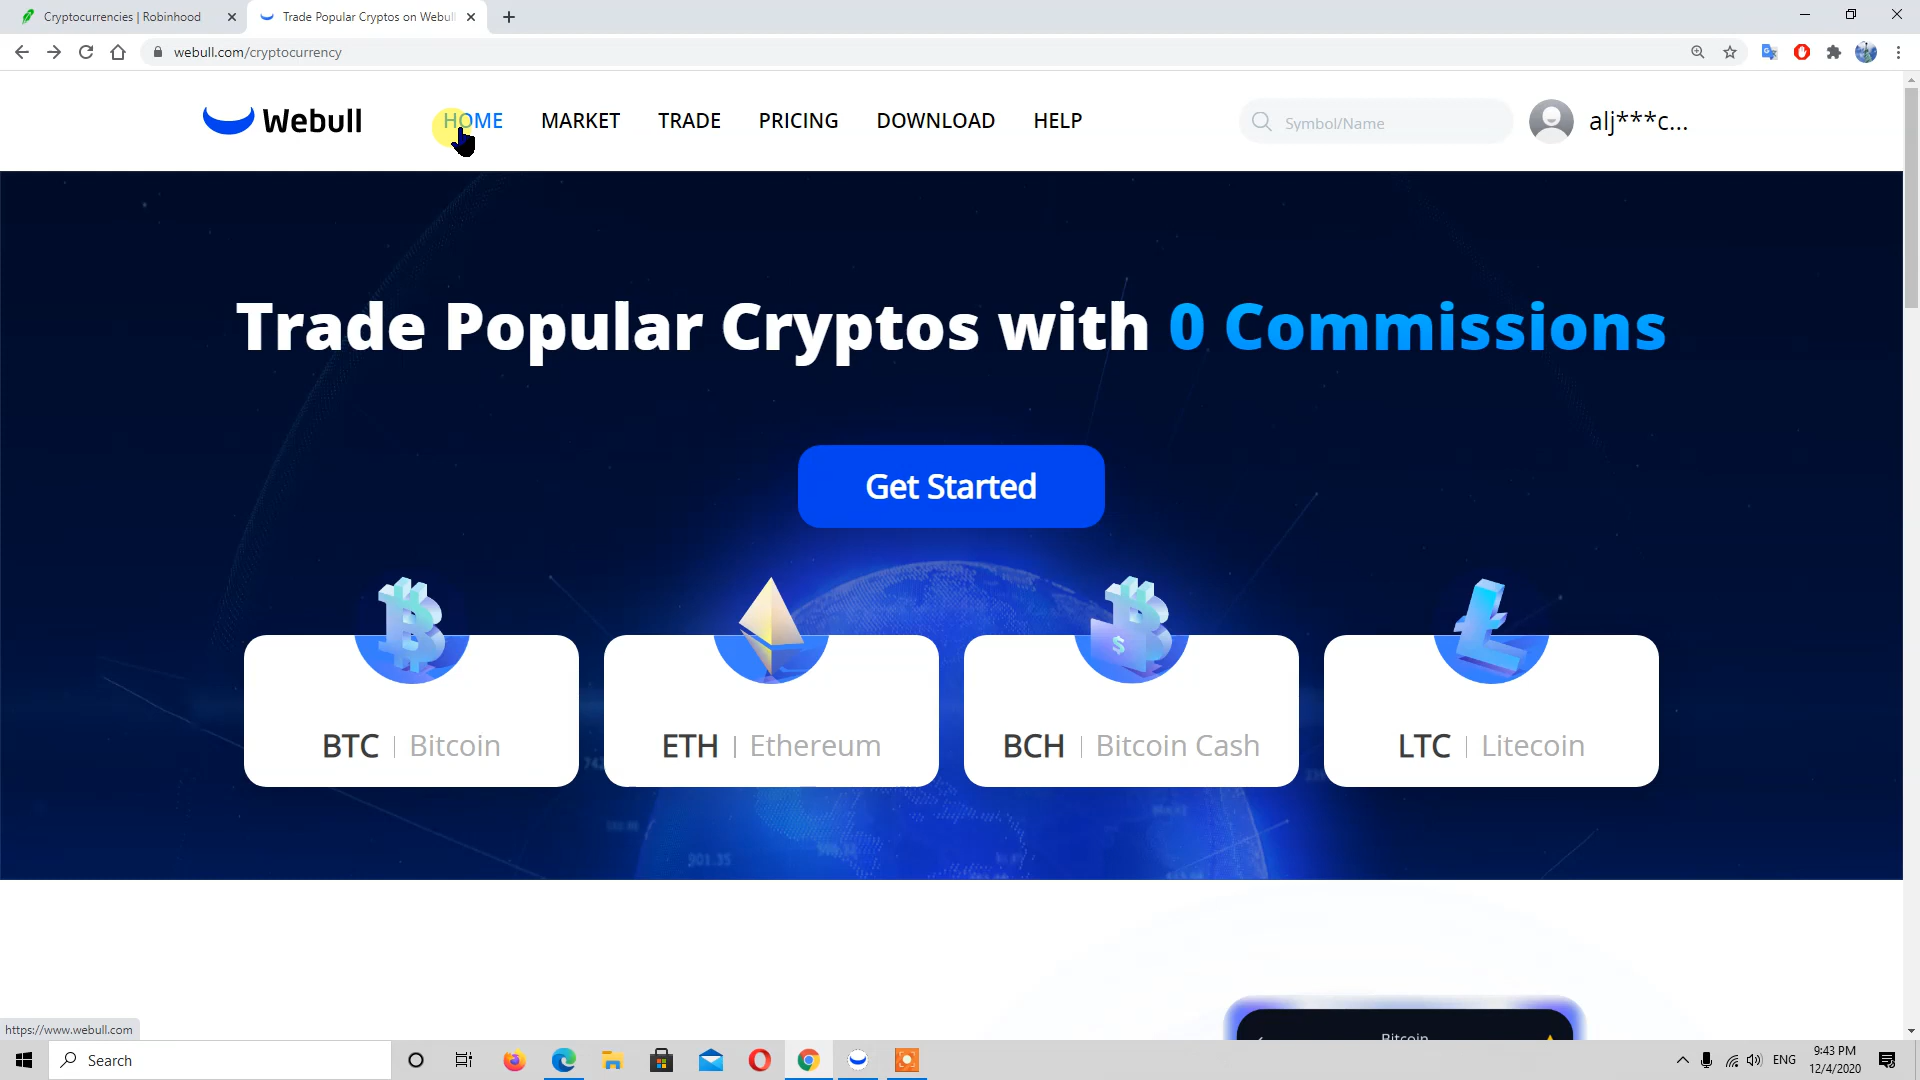 Cryptocurrencies | Robinhood
Trade Popular Cryptos on Webull
webull.com/cryptocurrency
Webull
HOME
MARKET
TRADE
PRICING
DOWNLOAD
HELP
Symbol/Name
alj***c...
Trade Popular Cryptos with 0 Commissions
Get Started
BTC | Bitcoin
ETH | Ethereum
BCH | Bitcoin Cash
LTC | Litecoin
901.35
Bitcoin
https://www.webull.com
Search
ENG
9:43 PM
12/4/2020